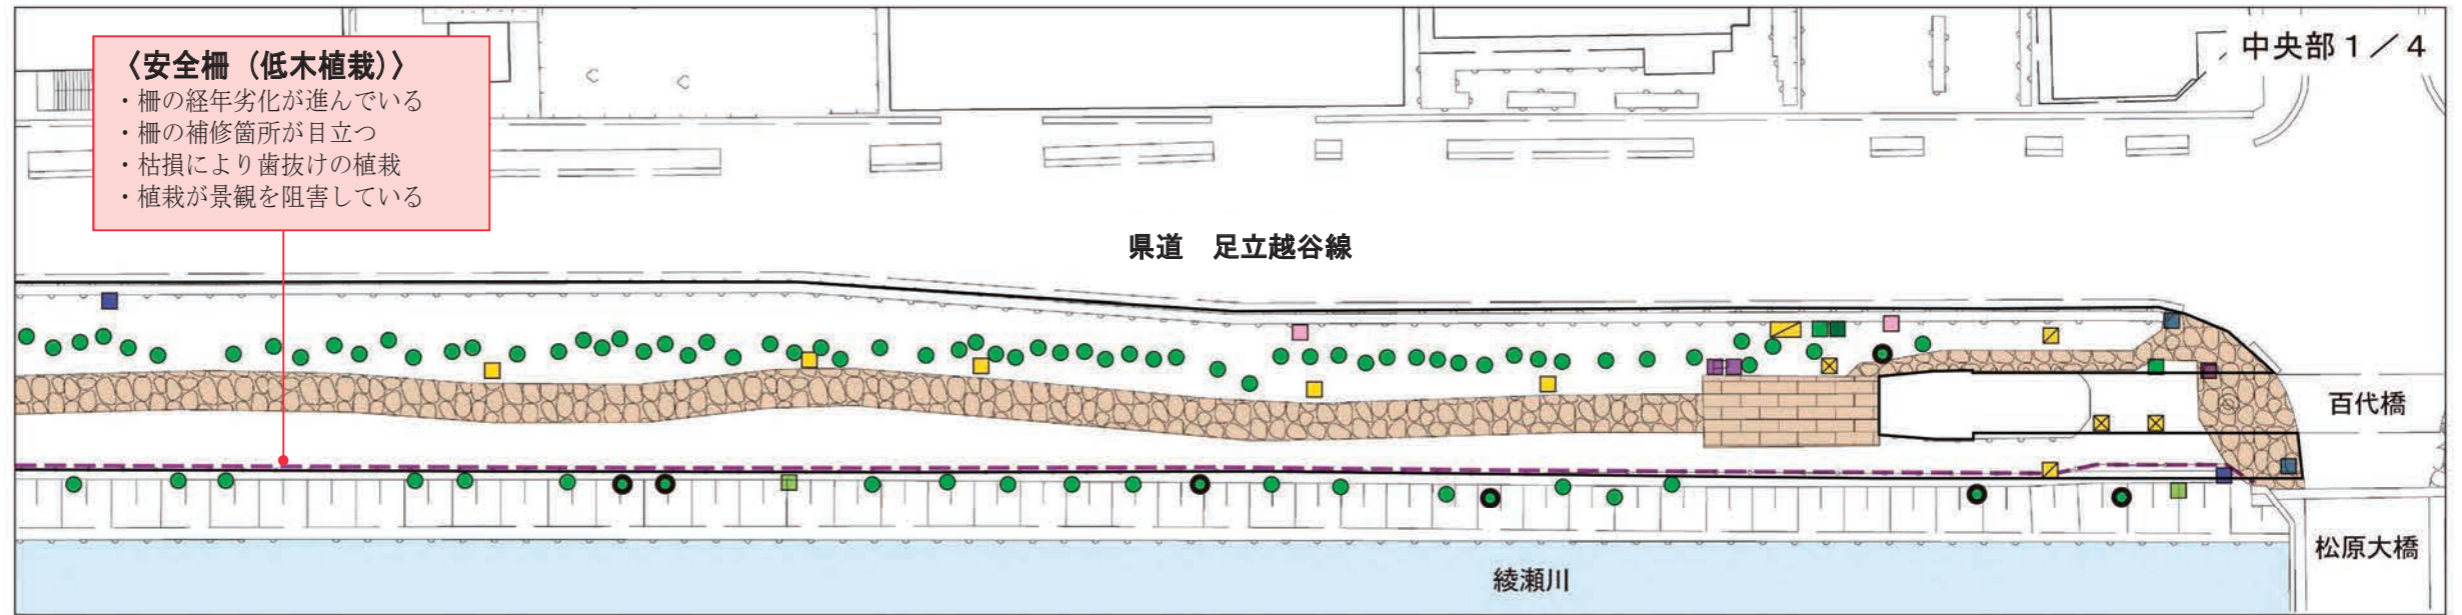 〈安全柵（低木植栽）〉
・柵の経年劣化が進んでいる
・柵の補修箇所が目立つ
・枯損により歯抜けの植栽
・植栽が景観を阻害している
中央部１／４
県道　足立越谷線
百代橋
松原大橋
綾瀬川